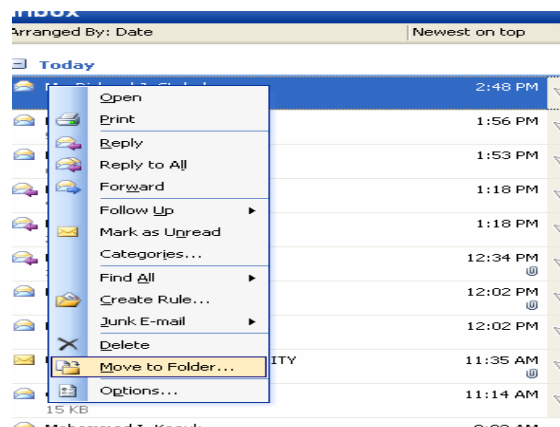 Inbox
Arranged By: Date Newest on top
Today
2:48 PM
Open
Print 1:56 PM
Reply
Reply to All 1:53 PM
Forward 1:18 PM
Follow Up
Mark as Unread 1:18 PM
Categories... 12:34 PM
Find All
Create Rule... 12:02 PM
Junk E-mail 12:02 PM
Delete
Move to Folder... ITY 11:35 AM
Options... 11:14 AM
15 KB